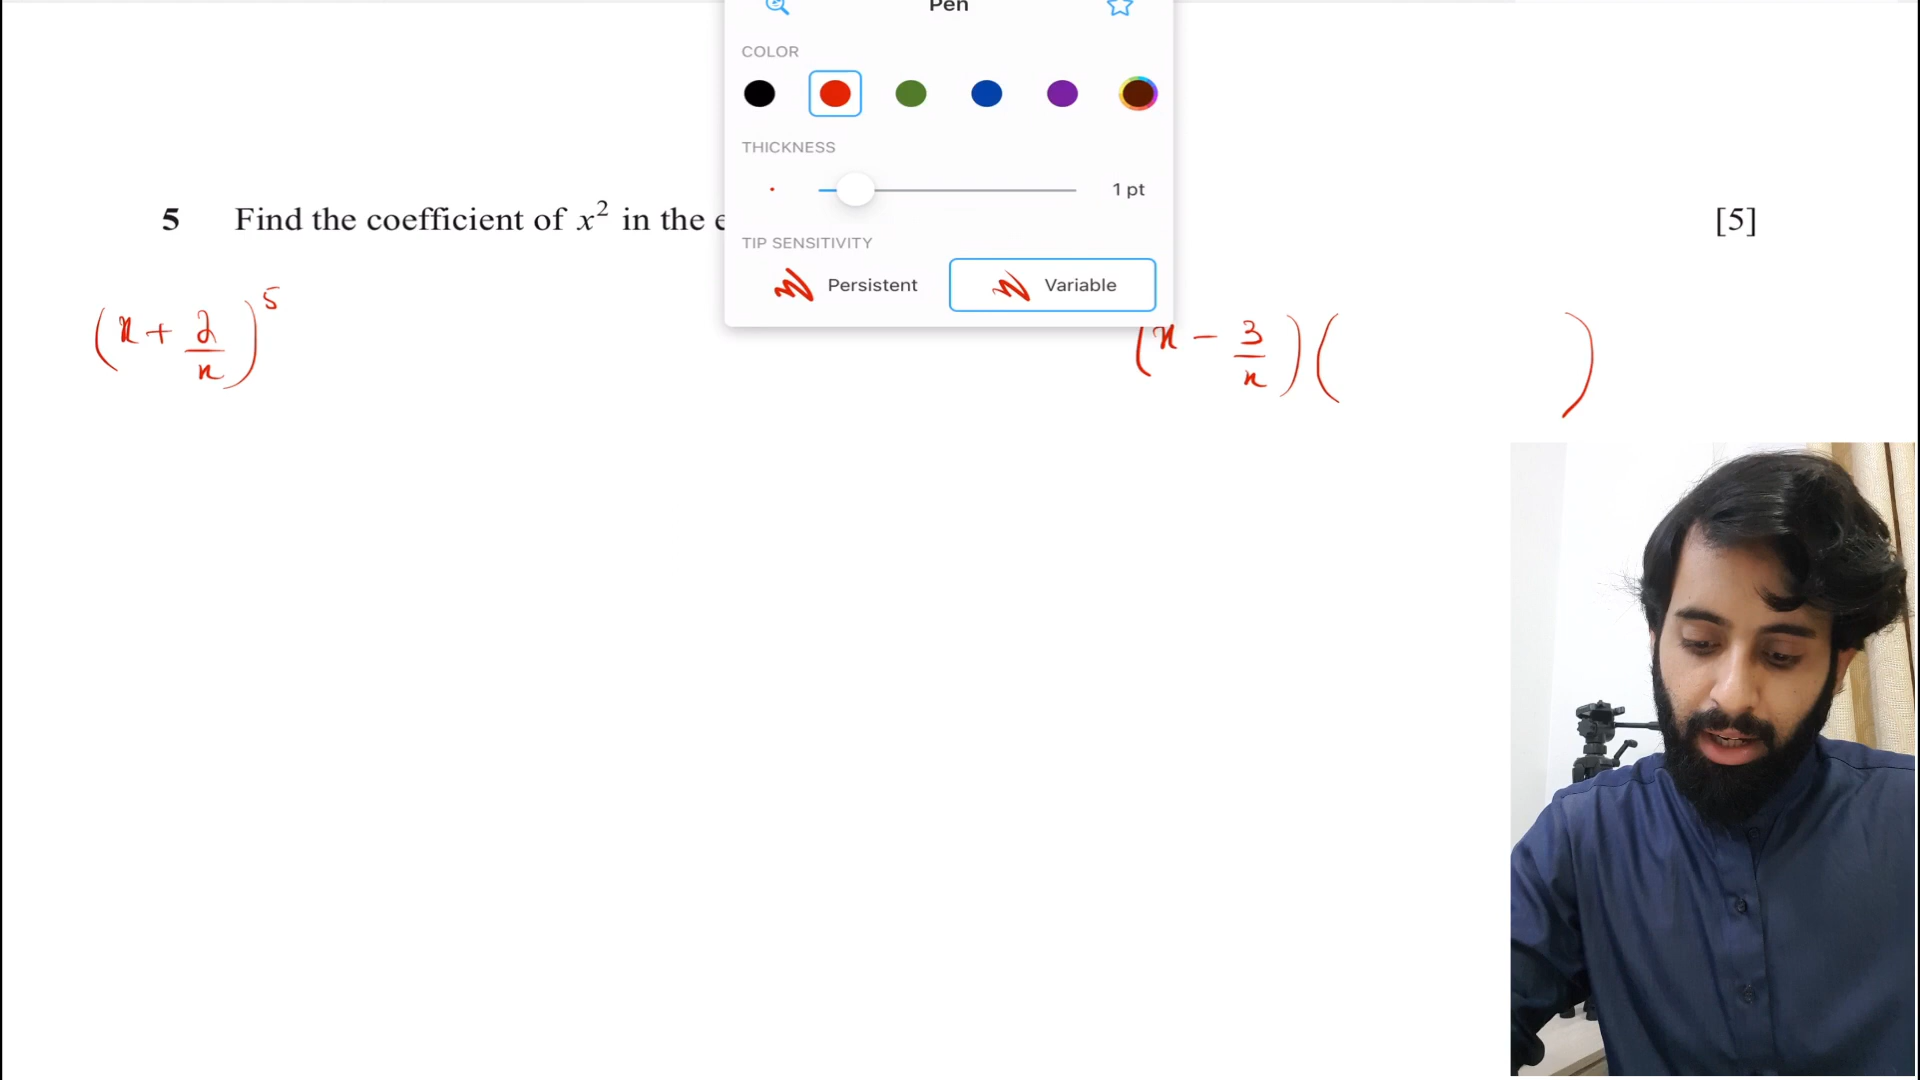 Pen
COLOR
THICKNESS
1 pt
5 Find the coefficient of x² in the e [5]
TIP SENSITIVITY
Persistent Variable
(x + 2/x)⁵ (x − 3/x)( )